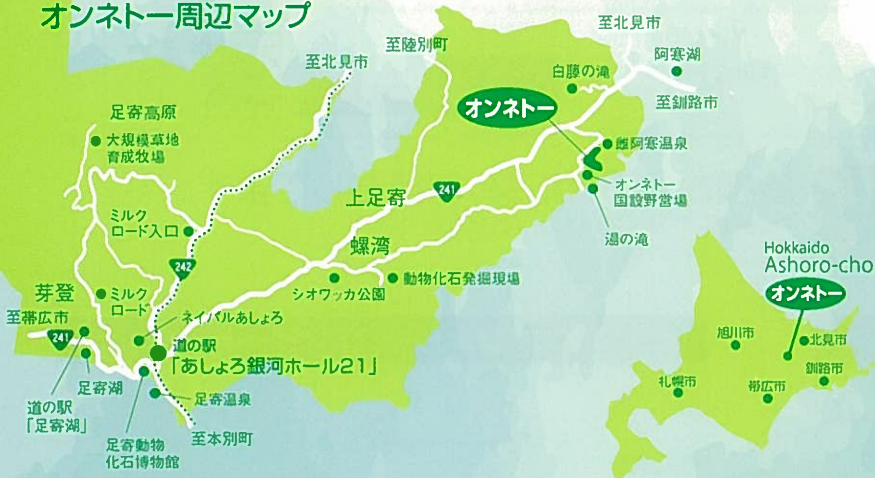 オンネトー周辺マップ
至北見市
至陸別町
至北見市
阿寒湖
白藤の滝
至釧路市
オンネトー
足寄高原
大規模草地
育成牧場
雌阿寒温泉
上足寄
241
オンネトー
国設野営場
湯の滝
ミルク
ロード入口
螺湾
242
シオワッカ公園
動物化石発掘現場
芽登
ミルク
ロード
至帯広市
241
ネイパルあしょろ
道の駅
「あしょろ銀河ホール21」
足寄湖
道の駅
「足寄湖」
足寄温泉
足寄動物
化石博物館
至本別町
Hokkaido
Ashoro-cho
オンネトー
旭川市
北見市
釧路市
札幌市
帯広市